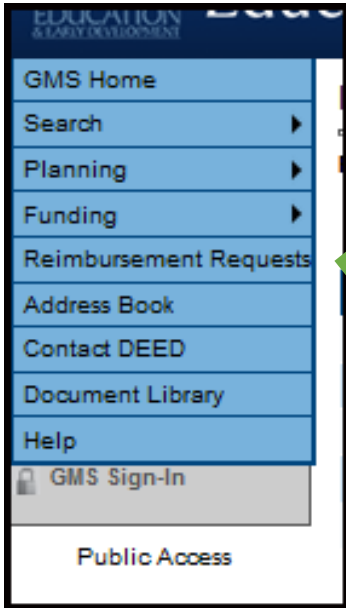 EDUCATION
& EARLY DEVELOPMENT
GMS Home
Search
Planning
Funding
Reimbursement Requests
Address Book
Contact DEED
Document Library
Help
GMS Sign-In
Public Access